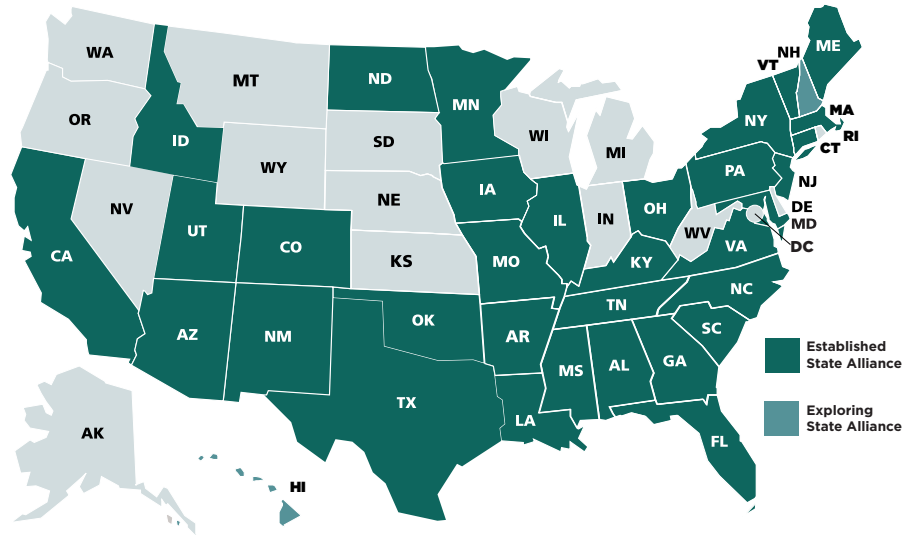 WA
OR
CA
NV
ID
MT
WY
UT
AZ
CO
NM
ND
SD
NE
KS
OK
TX
MN
IA
MO
AR
LA
WI
IL
MI
IN
OH
KY
TN
MS
AL
GA
FL
SC
NC
VA
WV
PA
NY
VT
NH
ME
MA
RI
CT
NJ
DE
MD
DC
AK
HI
Established
State Alliance
Exploring
State Alliance